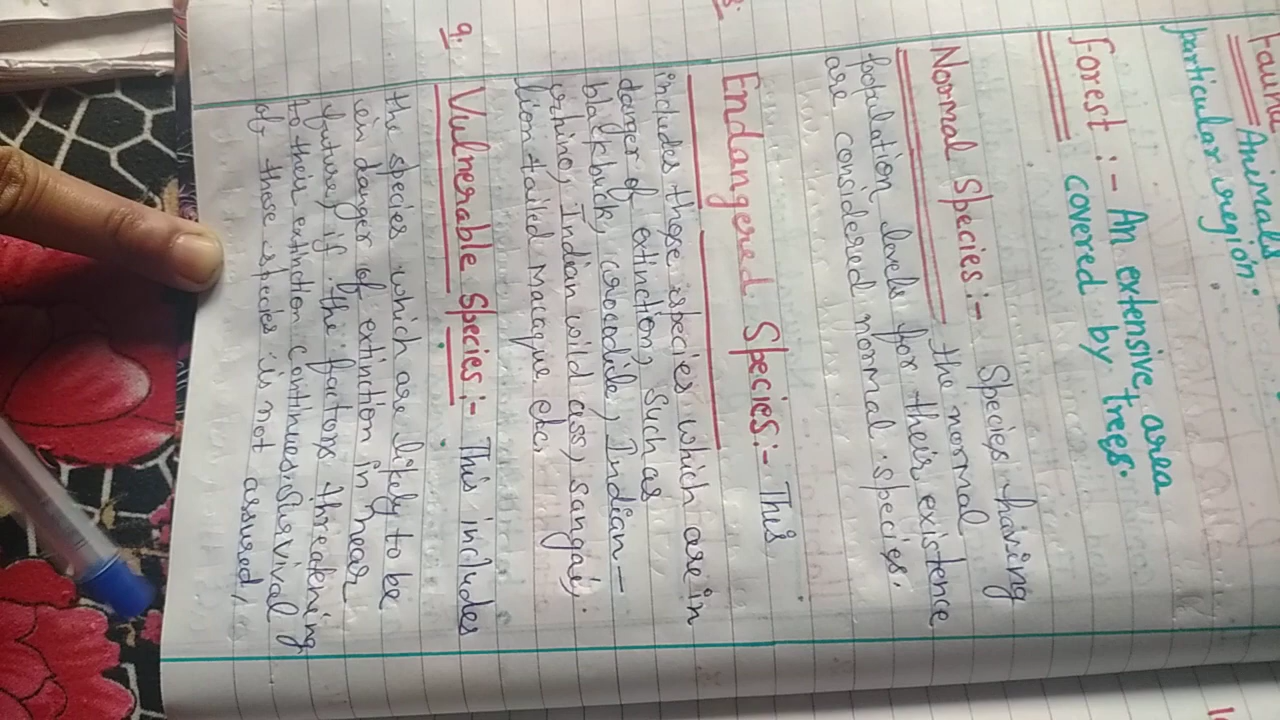 Fauna Animals
particular region.
Forest :- An extensive area
covered by trees.
Normal Species:- Species having
the normal
population levels for their existence
are considered normal species.
8.
Endangered Species:- This
includes those species which are in
danger of extinction, such as
blackbuck, crocodile, Indian-
rhino, Indian wild ass, sangai,
lion taild macaque etc,
9.
Vulnerable Species:- This includes
the species which are likely to be
in danger of extinction in near
future, if the factors threatening
to their extinction continues. Survival
of these species is not assured,